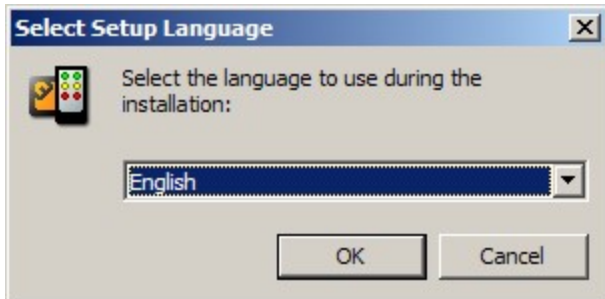 Select Setup Language
Select the language to use during the
installation:
English
OK
Cancel